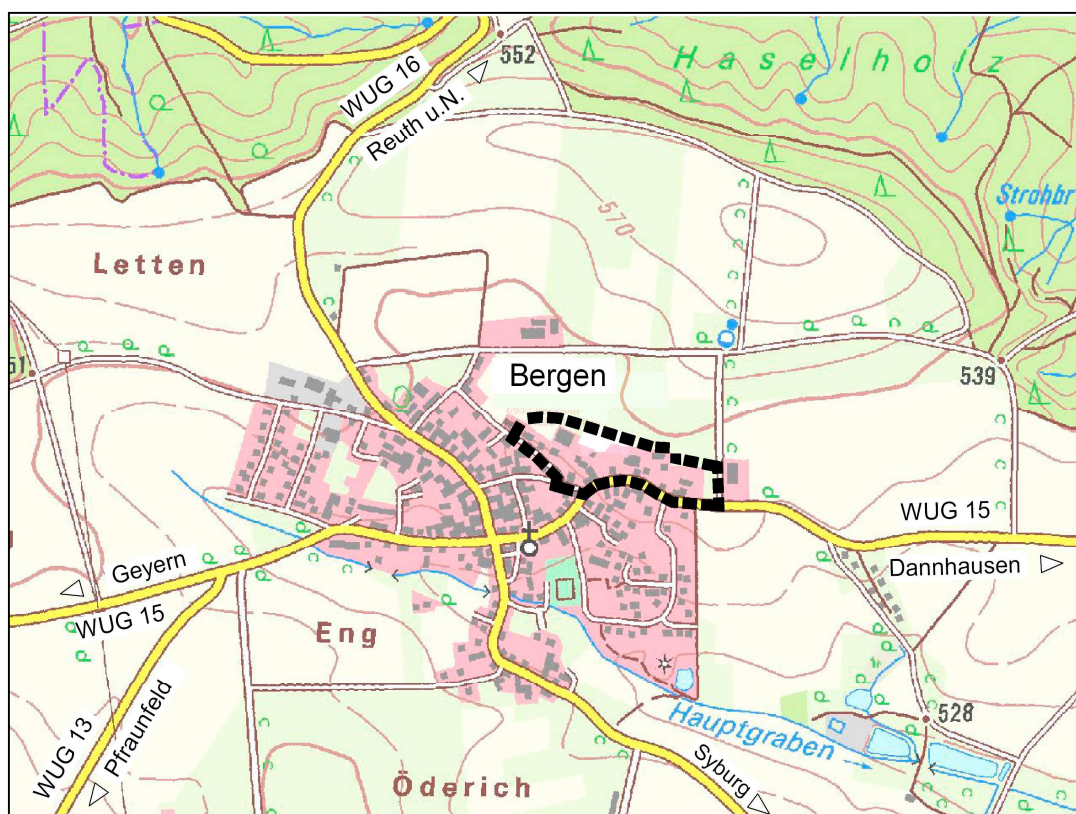 552
Haselholz
WUG 16
Reuth u.N.
Strohbr
570
Letten
51
Bergen
539
WUG 15
Geyern
Dannhausen
WUG 15
Eng
WUG 13
Pfraunfeld
Hauptgraben
528
Syburg
Öderich